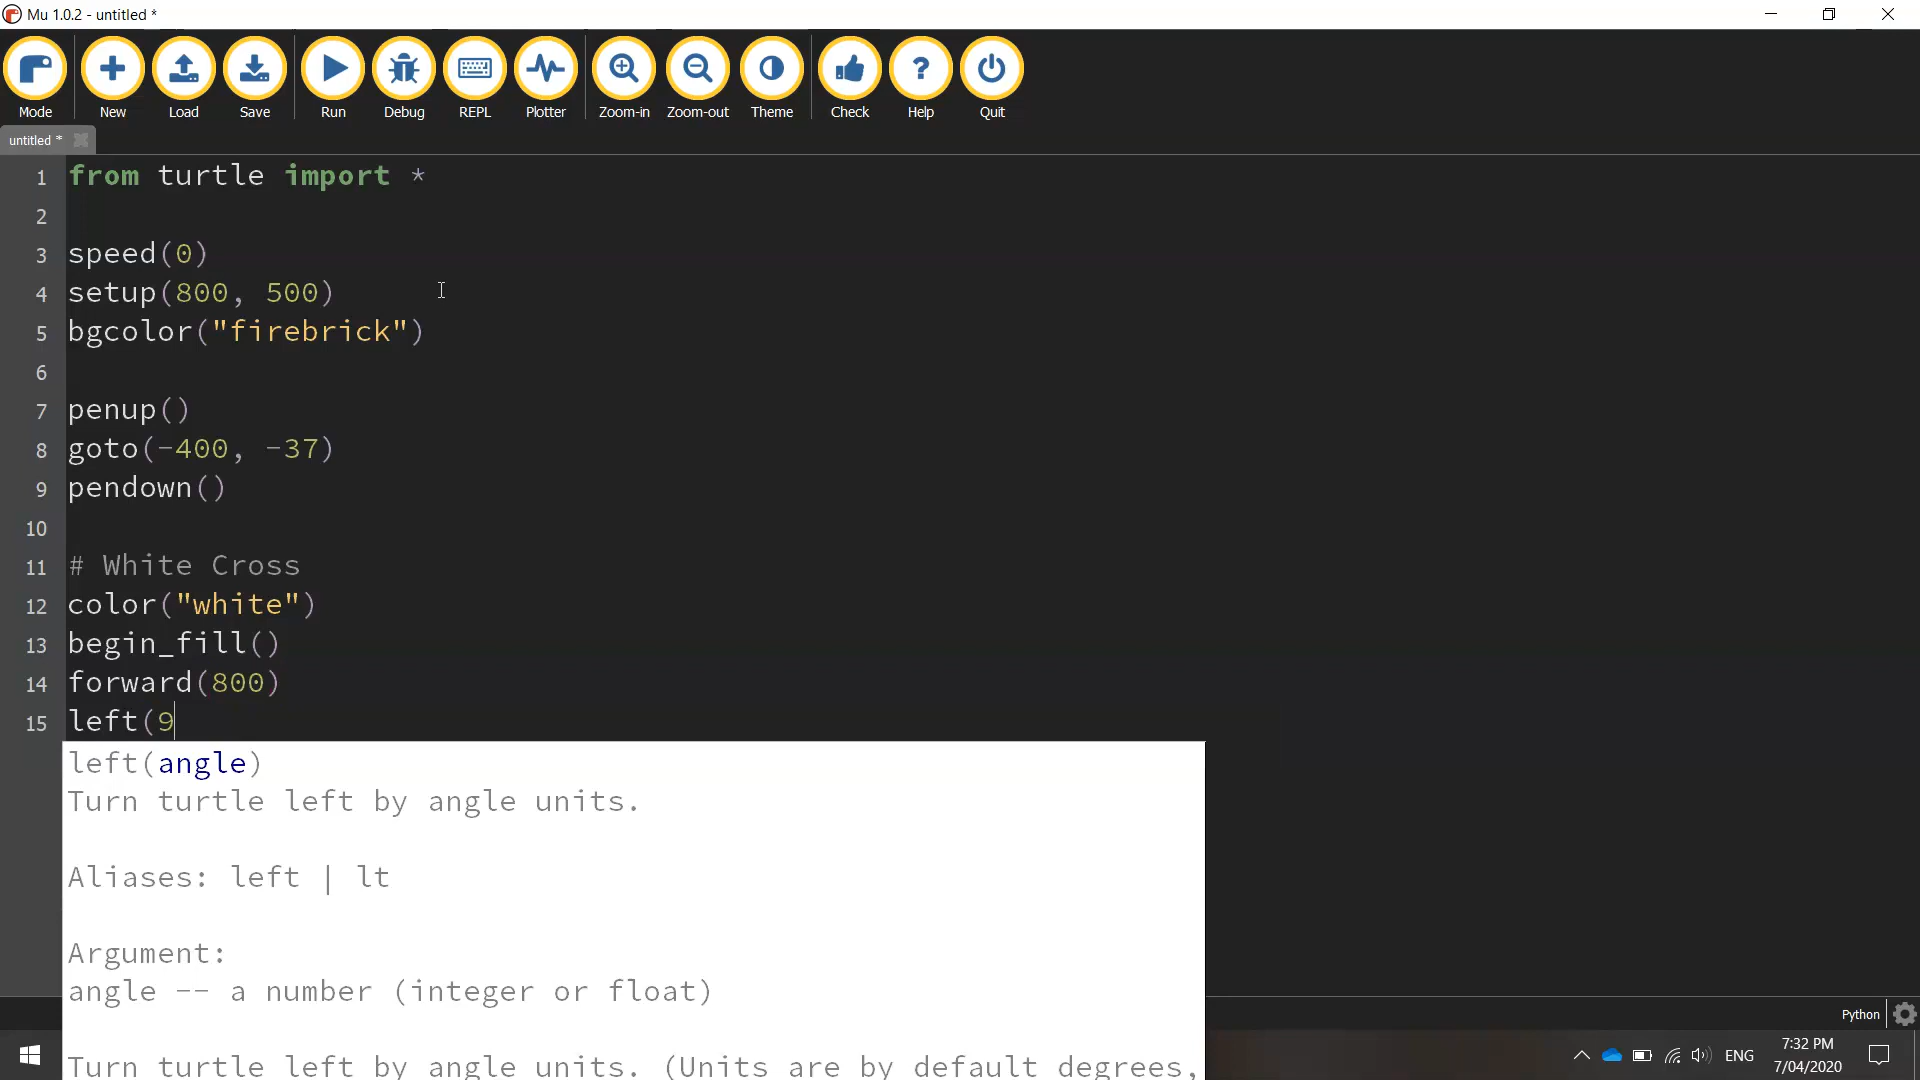 Mu 1.0.2 - untitled *
Mode New Load Save Run Debug REPL Plotter Zoom-in Zoom-out Theme Check Help Quit
untitled *
1 from turtle import *
2
3 speed(0)
4 setup(800, 500)
5 bgcolor("firebrick")
6
7 penup()
8 goto(-400, -37)
9 pendown()
10
11 # White Cross
12 color("white")
13 begin_fill()
14 forward(800)
15 left(9
left(angle)
Turn turtle left by angle units.
Aliases: left | lt
Argument:
angle -- a number (integer or float)
Turn turtle left by angle units. (Units are by default degrees,
Python
ENG
7:32 PM
7/04/2020